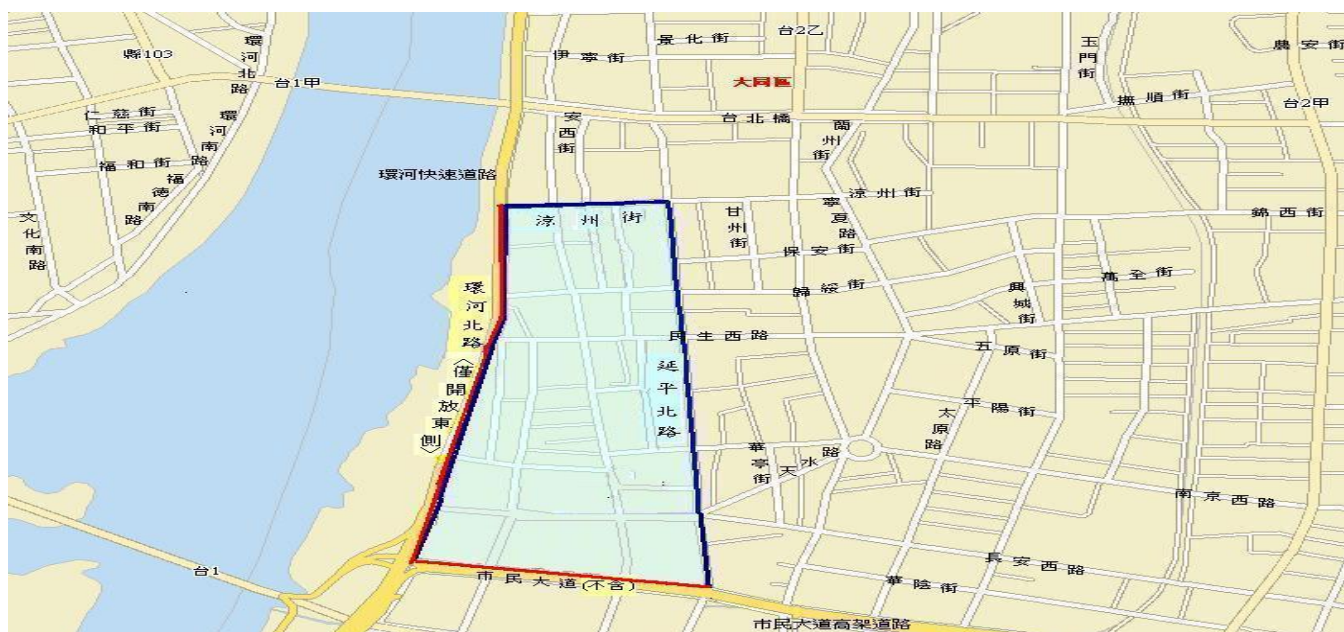 景化街
台2乙
玉門街
農安街
環河北路
縣103
伊寧街
大同區
台1甲
撫順街
台2甲
仁慈街
環河南路
和平街
安西街
台北橋
蘭州街
福和街
福德南路
環河快速道路
涼州街
寧夏路
文化南路
涼州街
甘州街
錦西街
保安街
萬全街
歸綏街
興城街
環河北路(僅開放東側)
民生西路
五原街
延平北路
平陽街
太原路
華亭街
天水路
南京西路
長安西路
台1
市民大道(不含)
華陰街
市民大道高架道路